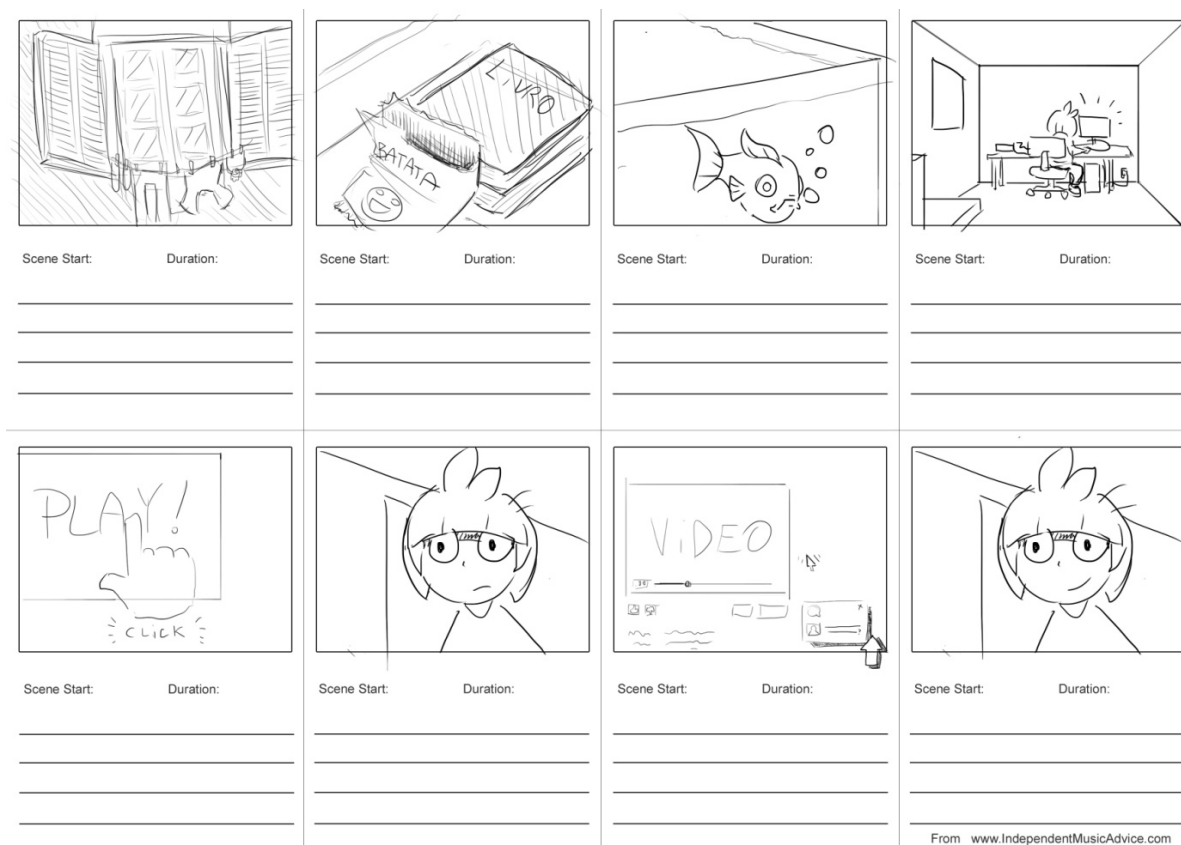 LIVRO
BATATA
Scene Start: Duration:
Scene Start: Duration:
Scene Start: Duration:
Scene Start: Duration:
PLAY!
CLICK
VIDEO
Scene Start: Duration:
Scene Start: Duration:
Scene Start: Duration:
Scene Start: Duration:
From www.IndependentMusicAdvice.com